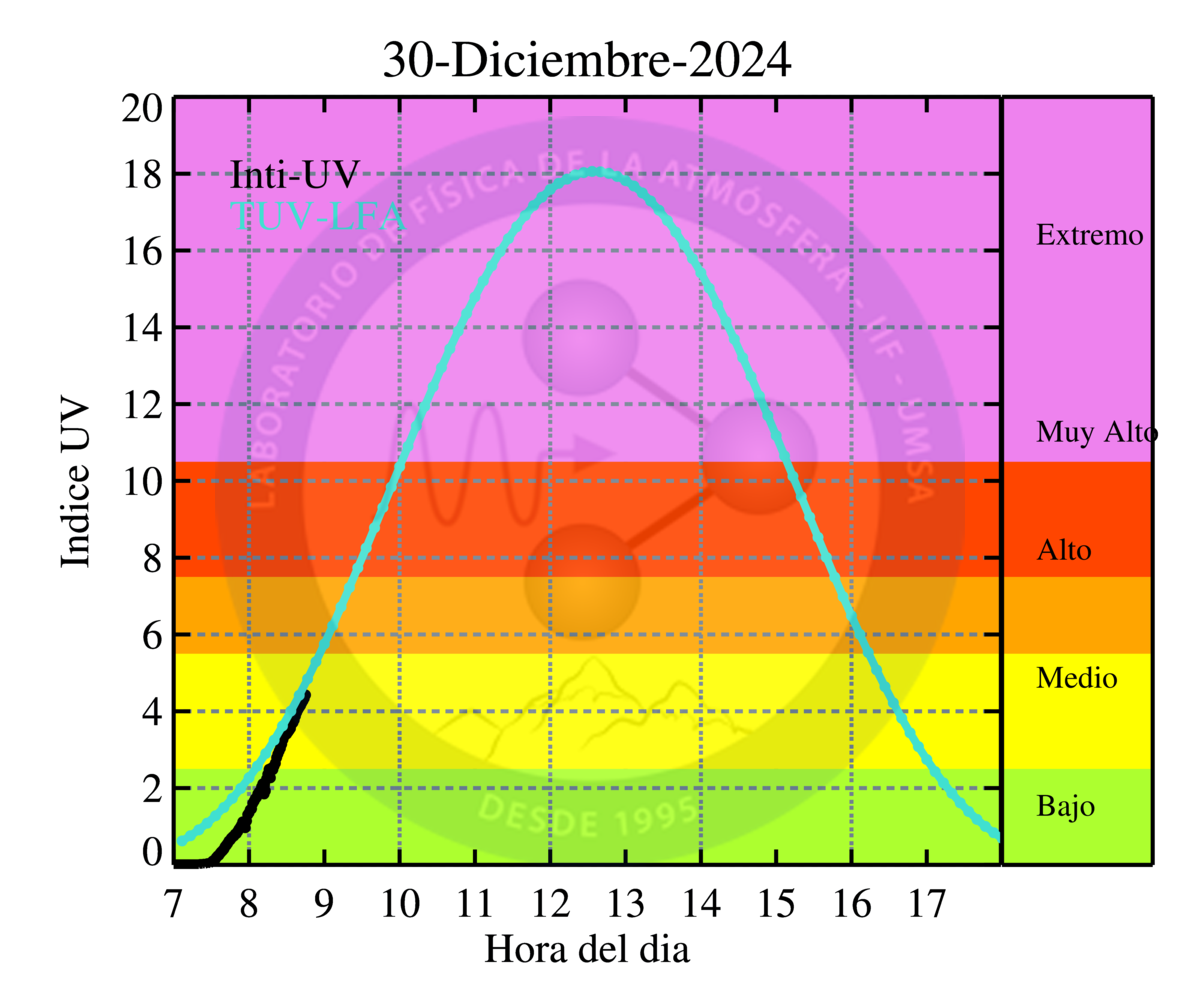 30-Diciembre-2024
20
18
16
14
12
10
8
6
4
2
0
Indice UV
Inti-UV
TUV-LFA
LABORATORIO DE FÍSICA DE LA ATMÓSFERA - IIF - UMSA
DESDE 1995
Extremo
Muy Alto
Alto
Medio
Bajo
7 8 9 10 11 12 13 14 15 16 17
Hora del dia